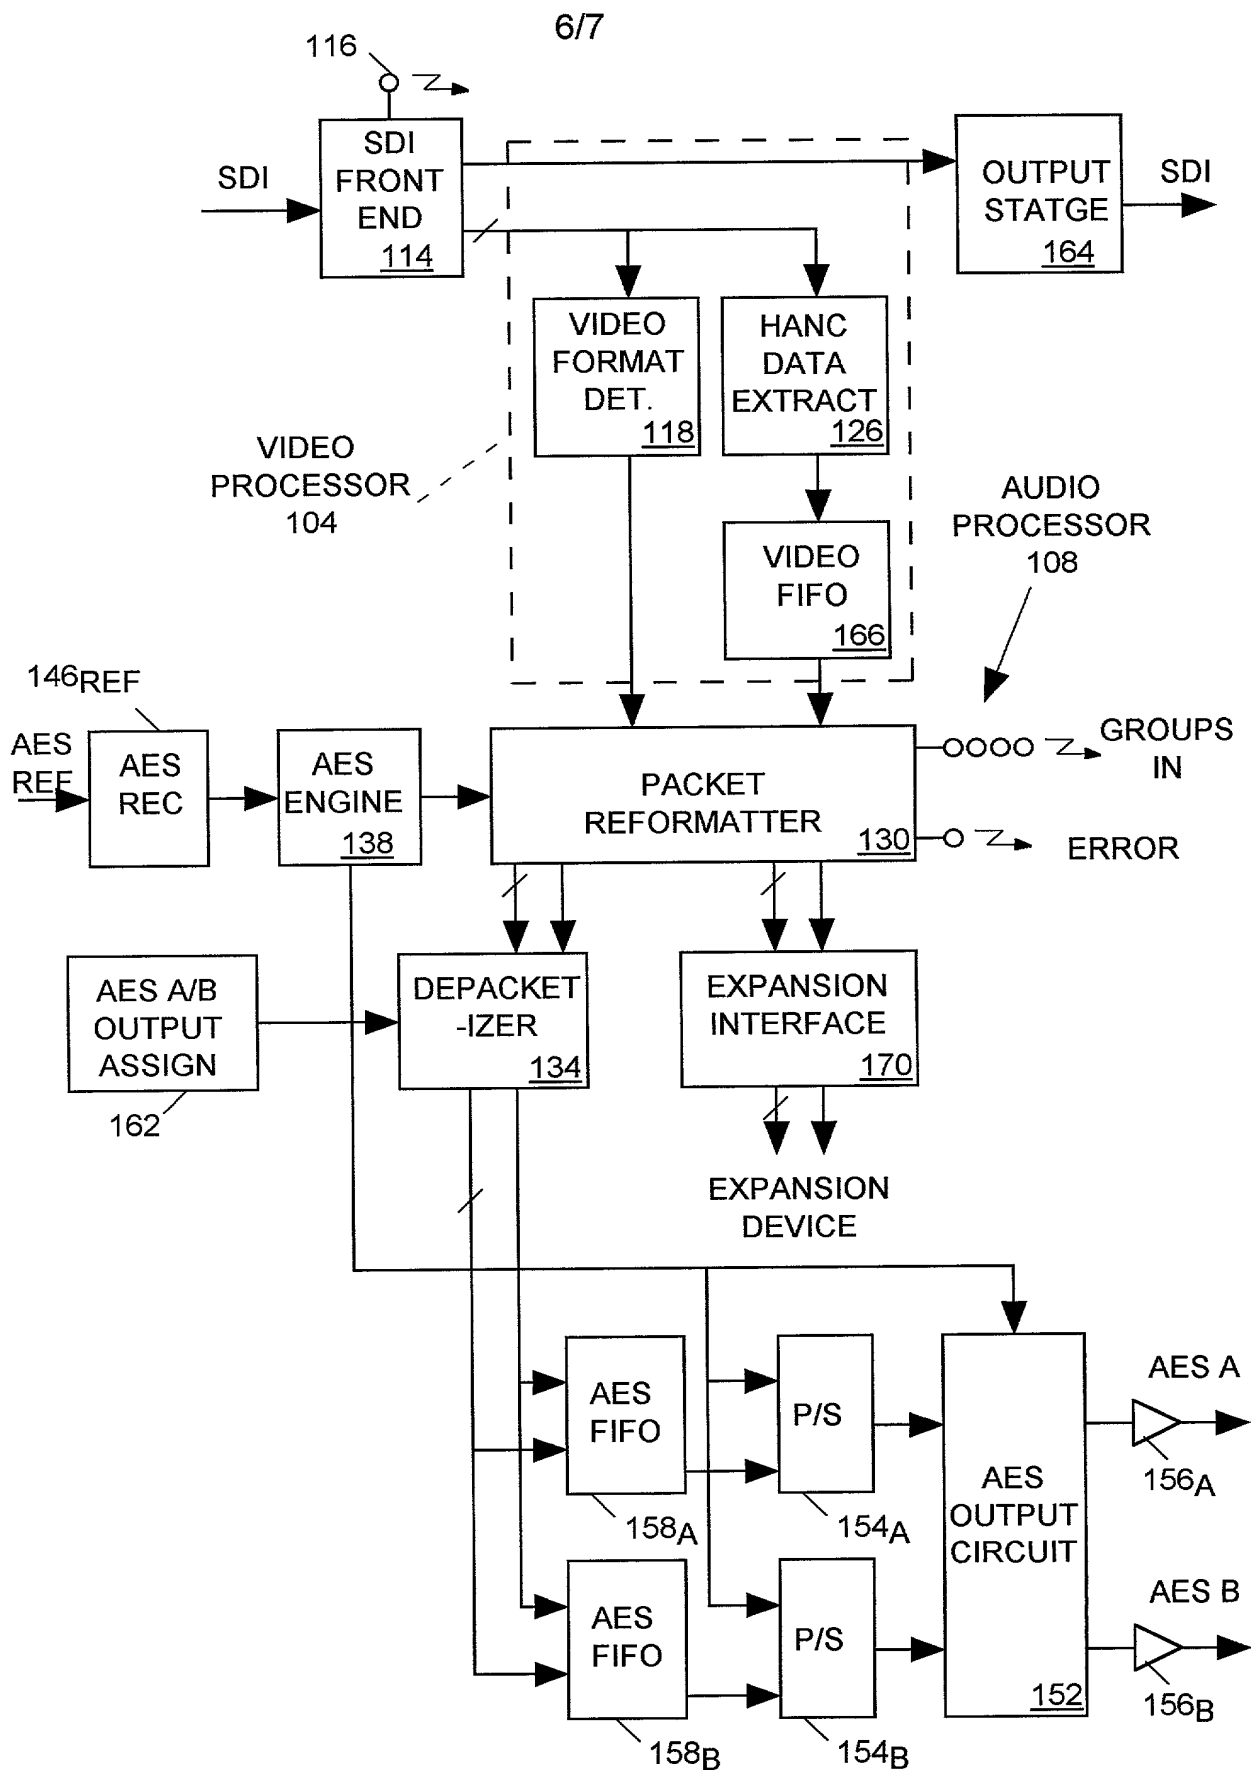 6/7
116
SDI
SDI
FRONT
END
114
OUTPUT
STATGE
164
SDI
VIDEO
FORMAT
DET.
118
HANC
DATA
EXTRACT
126
VIDEO
PROCESSOR
104
VIDEO
FIFO
166
AUDIO
PROCESSOR
108
146REF
AES
REF
AES
REC
AES
ENGINE
138
PACKET
REFORMATTER
130
GROUPS
IN
ERROR
AES A/B
OUTPUT
ASSIGN
162
DEPACKET
-IZER
134
EXPANSION
INTERFACE
170
EXPANSION
DEVICE
AES
FIFO
158A
P/S
154A
AES
OUTPUT
CIRCUIT
152
AES A
156A
AES
FIFO
158B
P/S
154B
AES B
156B